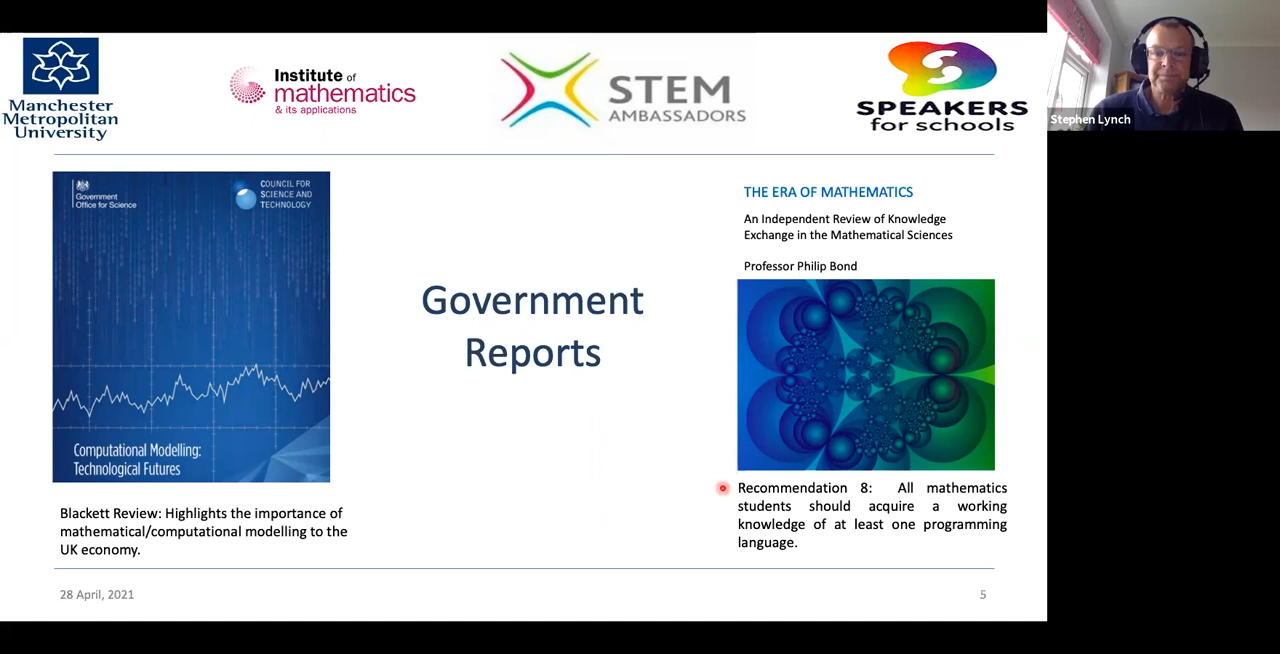 Manchester
Metropolitan
University
Institute of
mathematics
& its applications
STEM
AMBASSADORS
SPEAKERS
for schools
Stephen Lynch
Government
Office for Science
COUNCIL FOR
SCIENCE AND
TECHNOLOGY
Computational Modelling:
Technological Futures
Blackett Review: Highlights the importance of
mathematical/computational modelling to the
UK economy.
Government
Reports
THE ERA OF MATHEMATICS
An Independent Review of Knowledge
Exchange in the Mathematical Sciences
Professor Philip Bond
Recommendation 8: All mathematics
students should acquire a working
knowledge of at least one programming
language.
28 April, 2021
5